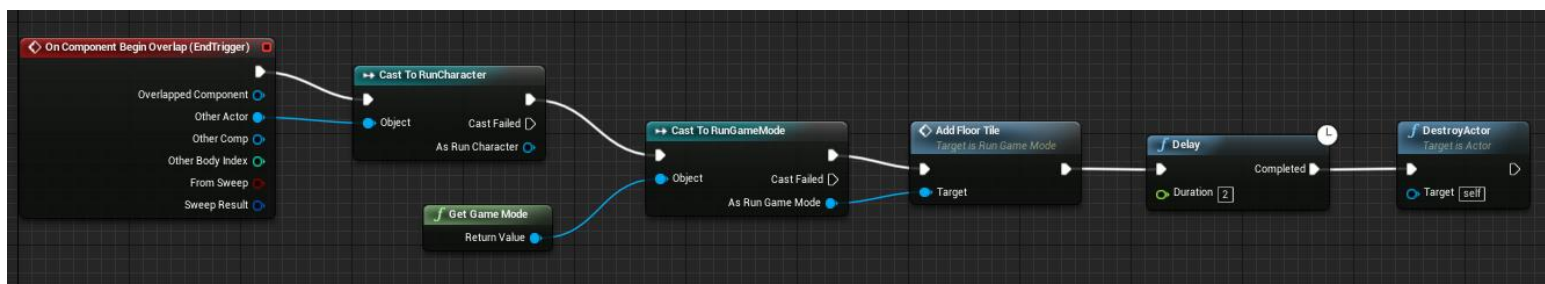 On Component Begin Overlap (EndTrigger)
Overlapped Component
Other Actor
Other Comp
Other Body Index
From Sweep
Sweep Result
Cast To RunCharacter
Object
Cast Failed
As Run Character
Get Game Mode
Return Value
Cast To RunGameMode
Object
Cast Failed
As Run Game Mode
Add Floor Tile
Target is Run Game Mode
Target
Delay
Completed
Duration 2
DestroyActor
Target is Actor
Target self